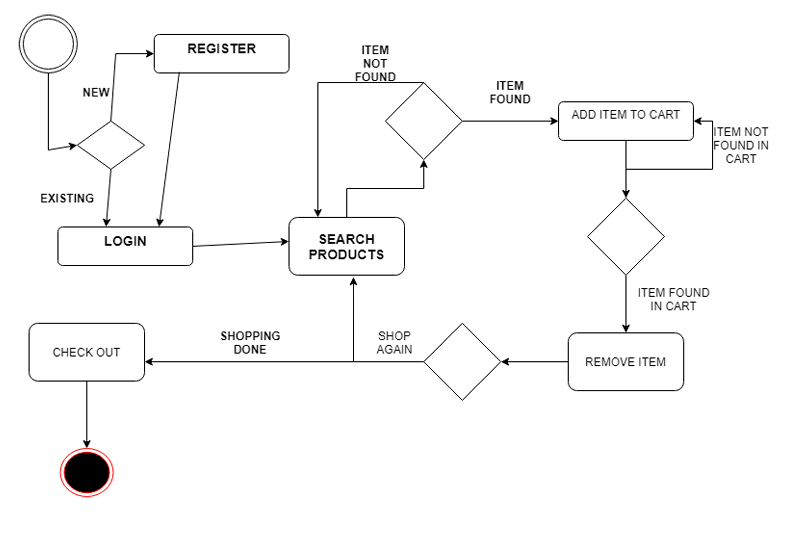 REGISTER
NEW
EXISTING
LOGIN
ITEM
NOT
FOUND
ITEM
FOUND
ADD ITEM TO CART
ITEM NOT
FOUND IN
CART
SEARCH
PRODUCTS
ITEM FOUND
IN CART
REMOVE ITEM
SHOP
AGAIN
SHOPPING
DONE
CHECK OUT